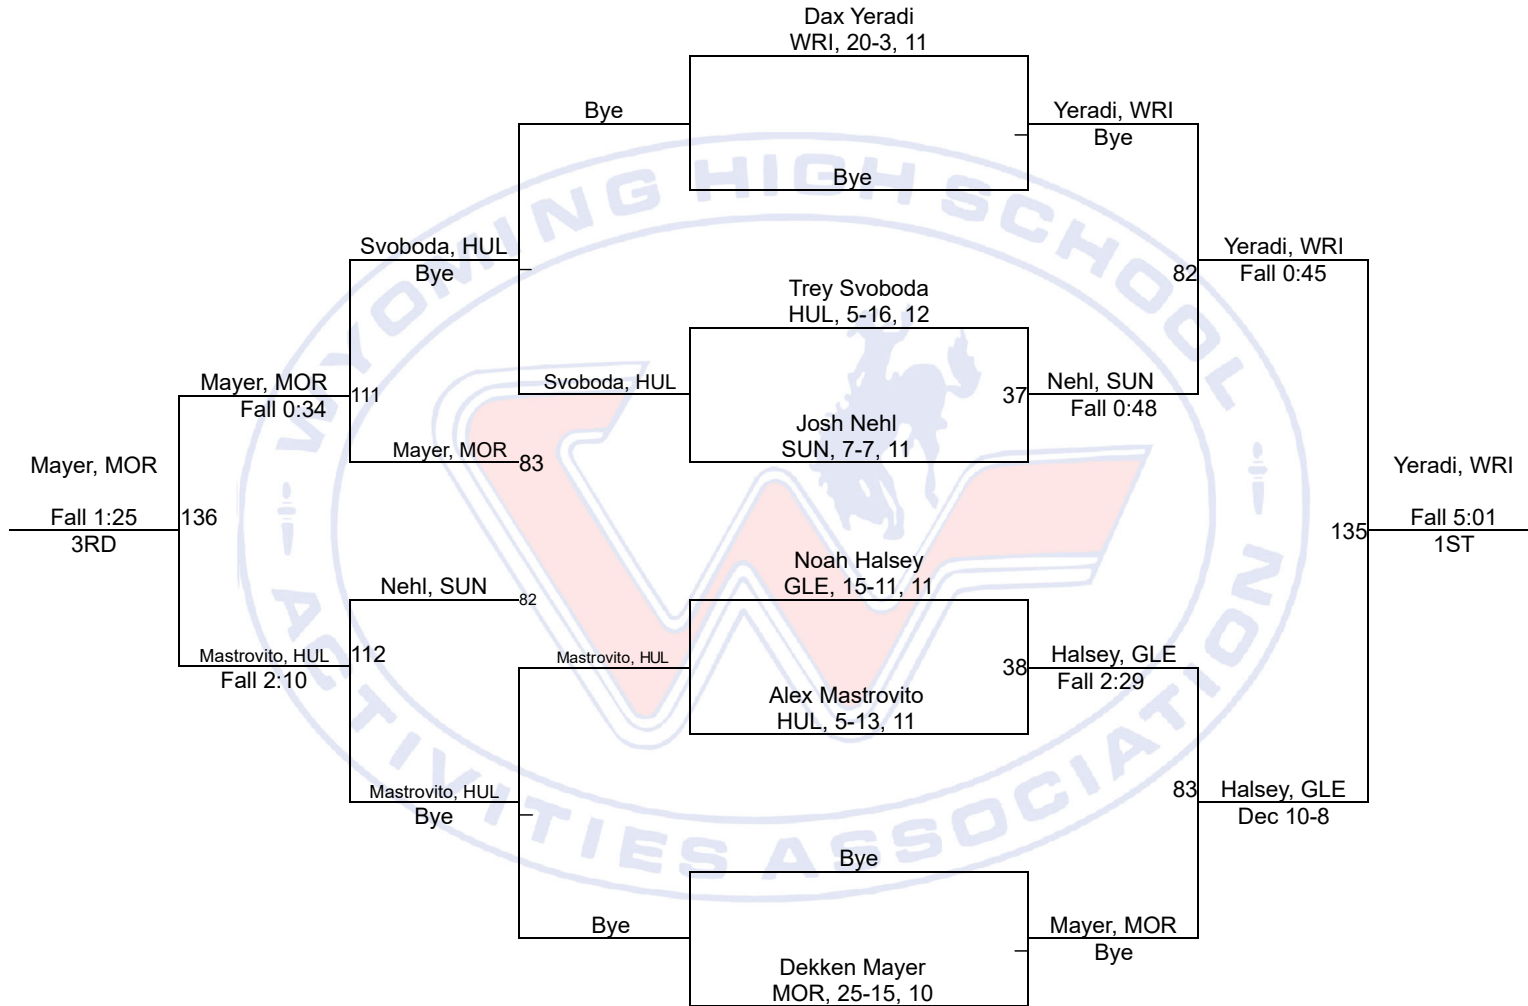 Dax Yeradi
WRI, 20-3, 11
Bye
Yeradi, WRI
Bye
Bye
Svoboda, HUL
Bye
Yeradi, WRI
Fall 0:45
82
Trey Svoboda
HUL, 5-16, 12
Mayer, MOR
Fall 0:34
111
Svoboda, HUL
37
Nehl, SUN
Fall 0:48
Josh Nehl
SUN, 7-7, 11
Mayer, MOR
83
Mayer, MOR
Fall 1:25
3RD
136
Yeradi, WRI
135
Fall 5:01
1ST
Noah Halsey
GLE, 15-11, 11
Nehl, SUN
82
Mastrovito, HUL
Fall 2:10
112
Mastrovito, HUL
38
Halsey, GLE
Fall 2:29
Alex Mastrovito
HUL, 5-13, 11
Mastrovito, HUL
Bye
83
Halsey, GLE
Dec 10-8
Bye
Bye
Mayer, MOR
Bye
Dekken Mayer
MOR, 25-15, 10
WYOMING HIGH SCHOOL
ACTIVITIES ASSOCIATION